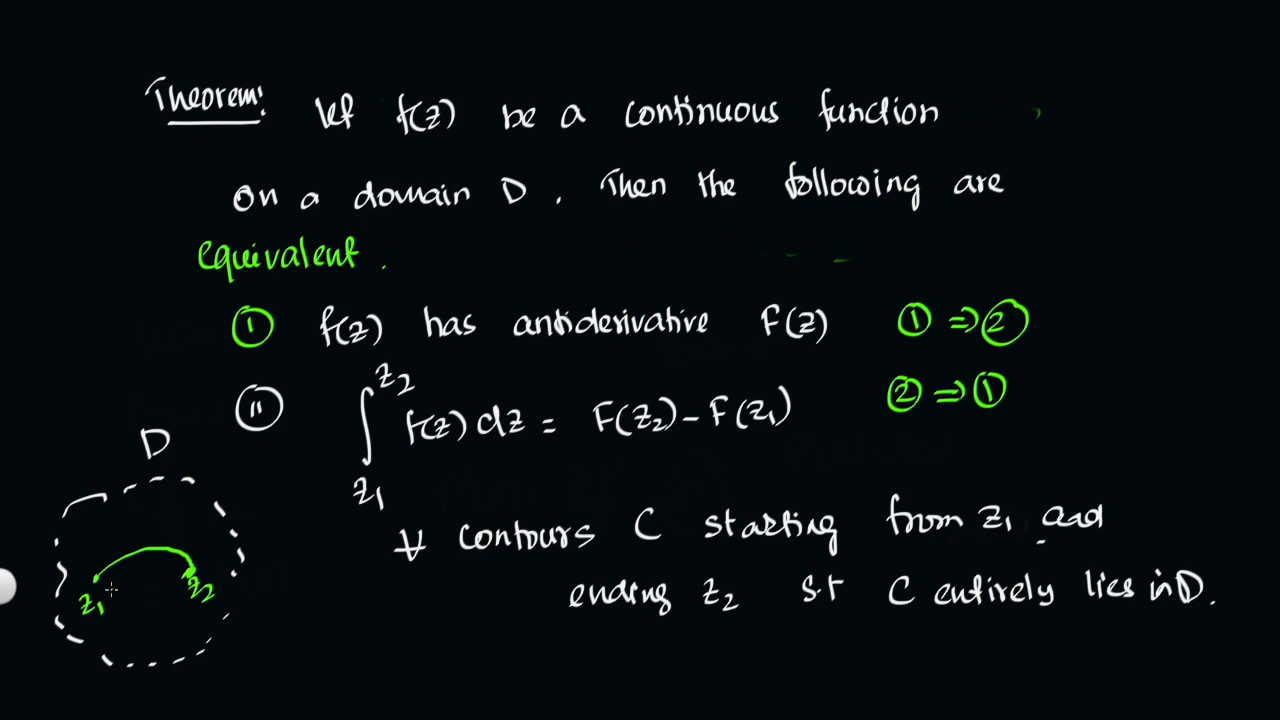 Theorem: let f(z) be a continuous function
on a domain D. Then the following are
equivalent.
① f(z) has antiderivative F(z) ① ⇒ ②
⑪ ∫_{z₁}^{z₂} f(z) dz = F(z₂) - F(z₁) ② ⇒ ①
∀ contours C starting from z₁ and
ending z₂ s.t C entirely lies in D.
D
z₁ z₂